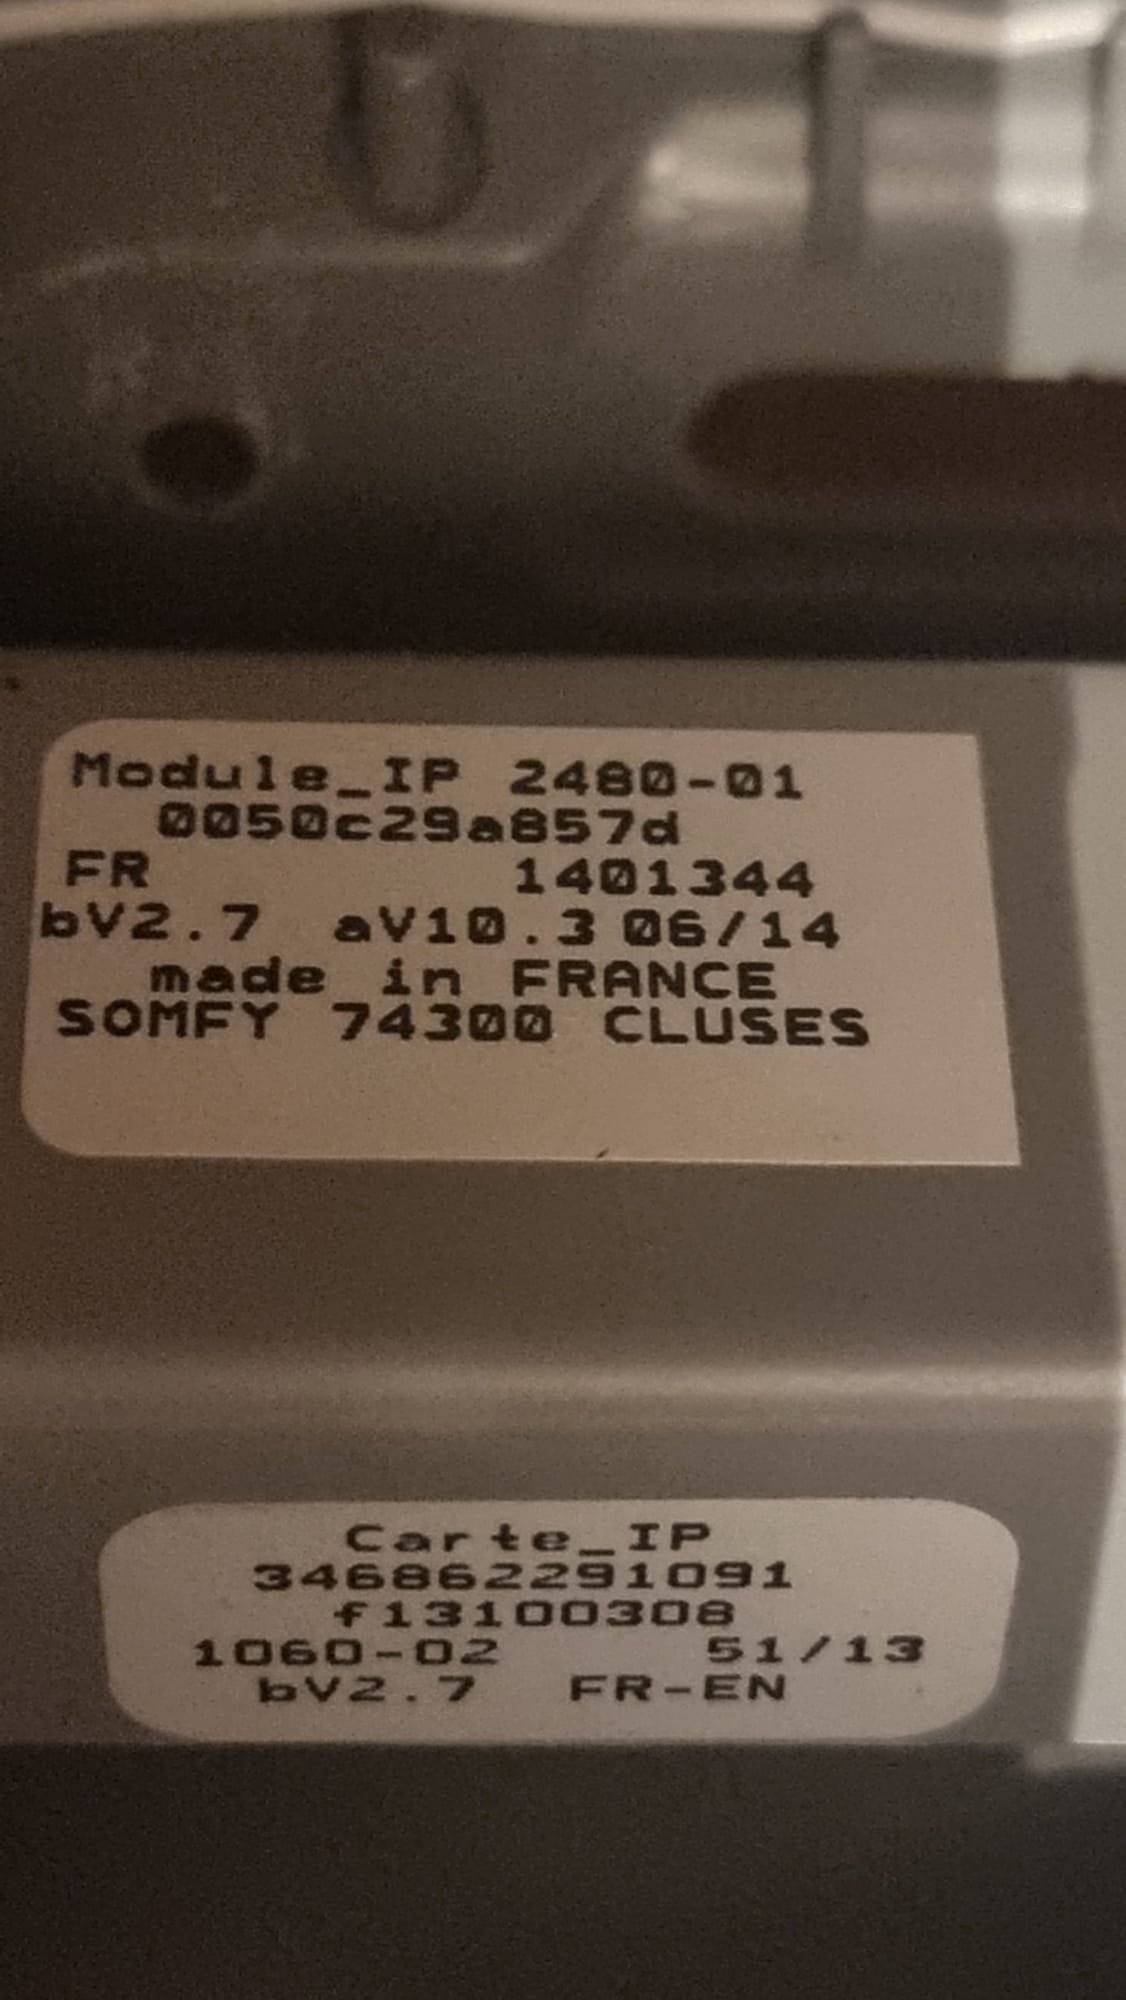 Module_IP 2480-01
0050c29a857d
FR 1401344
bV2.7 aV10.3 06/14
made in FRANCE
SOMFY 74300 CLUSES
Carte_IP
346862291091
f13100308
1060-02 51/13
bV2.7 FR-EN